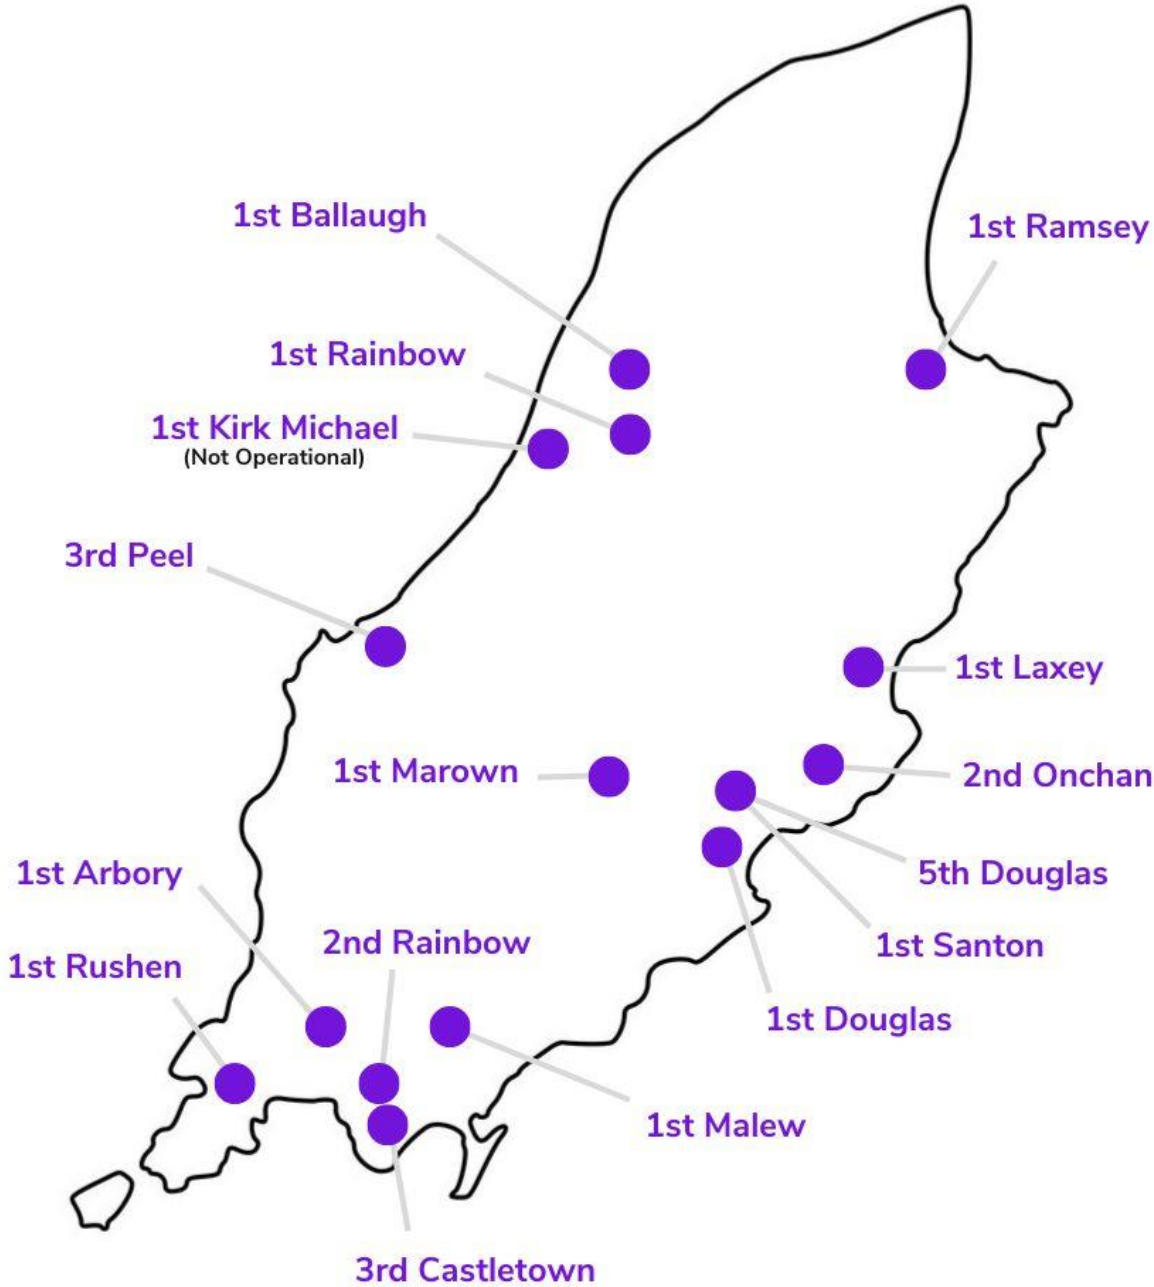 1st Ballaugh
1st Ramsey
1st Rainbow
1st Kirk Michael
(Not Operational)
3rd Peel
1st Laxey
1st Marown
2nd Onchan
1st Arbory
5th Douglas
2nd Rainbow
1st Santon
1st Rushen
1st Douglas
1st Malew
3rd Castletown